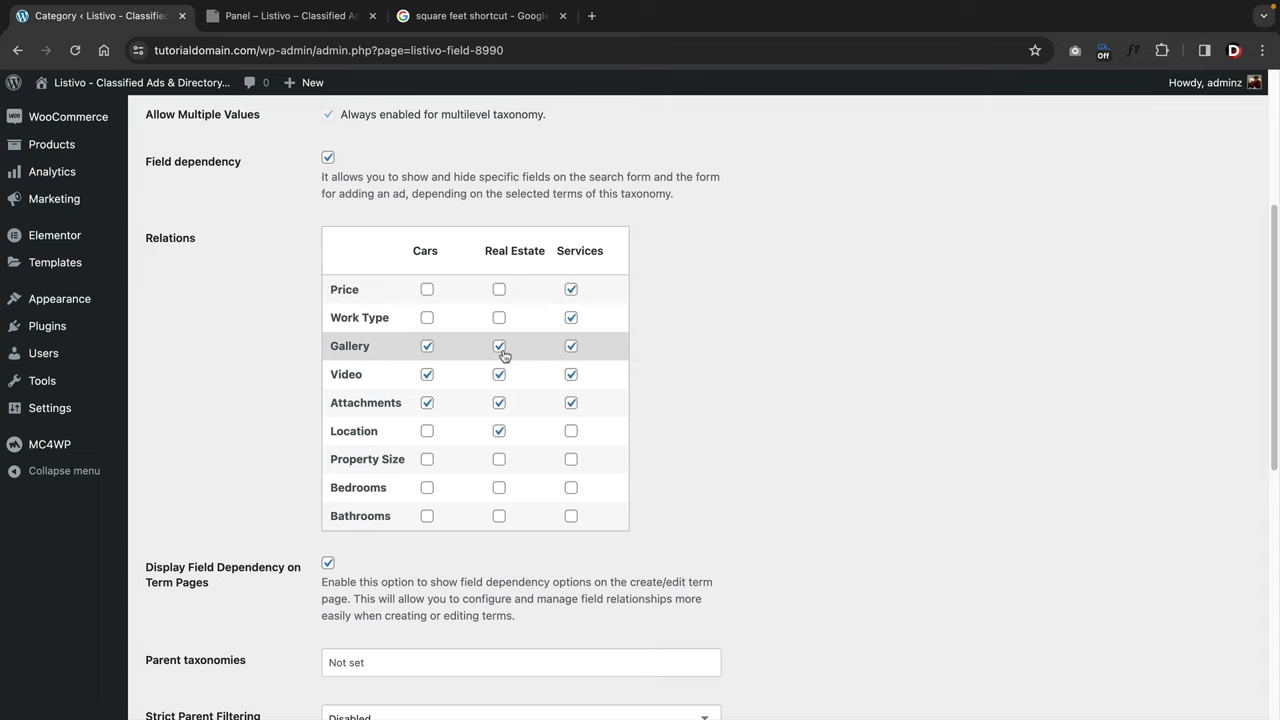 Category ‹ Listivo – Classified A
Panel – Listivo – Classified Ads
square feet shortcut - Google
tutorialdomain.com/wp-admin/admin.php?page=listivo-field-8990
Off
f?
D
Listivo - Classified Ads & Directory...
0
New
Howdy, adminz
WooCommerce
Products
Analytics
Marketing
Elementor
Templates
Appearance
Plugins
Users
Tools
Settings
MC4WP
Collapse menu
Allow Multiple Values
Always enabled for multilevel taxonomy.
Field dependency
It allows you to show and hide specific fields on the search form and the form
for adding an ad, depending on the selected terms of this taxonomy.
Relations
Cars Real Estate Services
Price
Work Type
Gallery
Video
Attachments
Location
Property Size
Bedrooms
Bathrooms
Display Field Dependency on
Term Pages
Enable this option to show field dependency options on the create/edit term
page. This will allow you to configure and manage field relationships more
easily when creating or editing terms.
Parent taxonomies
Not set
Strict Parent Filtering
Disabled